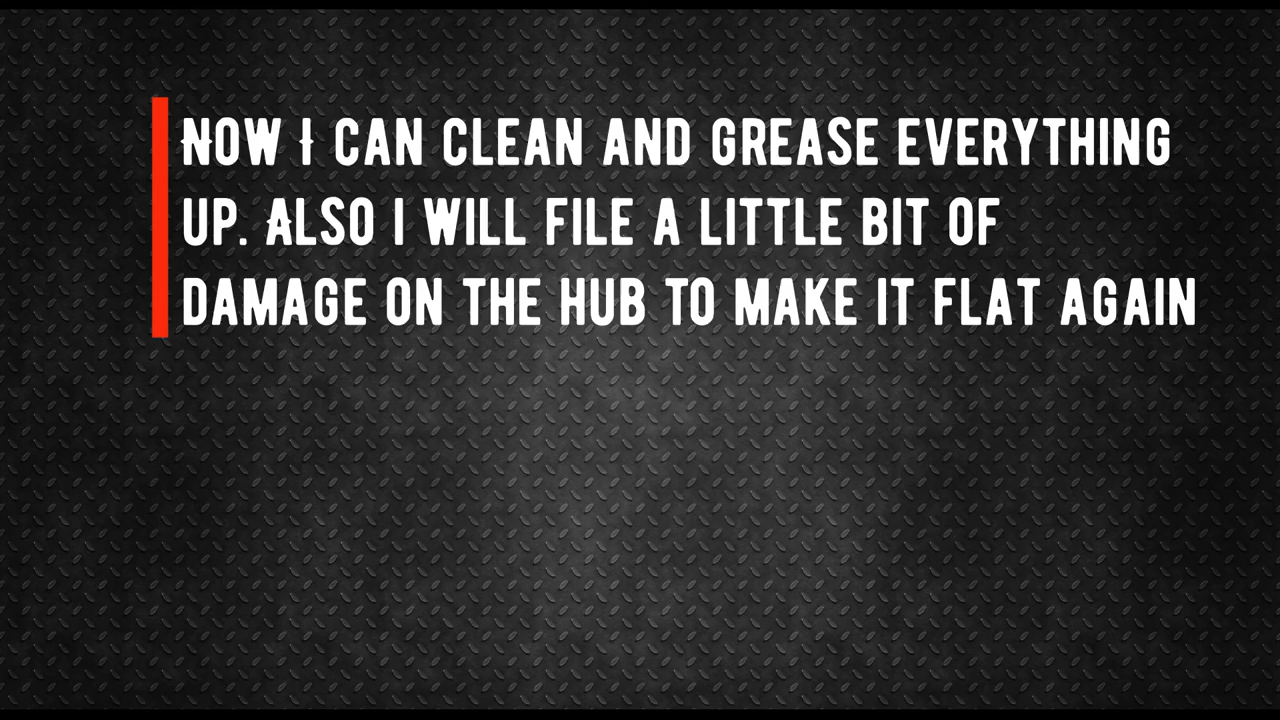 Now I can clean and grease everything
up. Also I will file a little bit of
damage on the hub to make it flat again